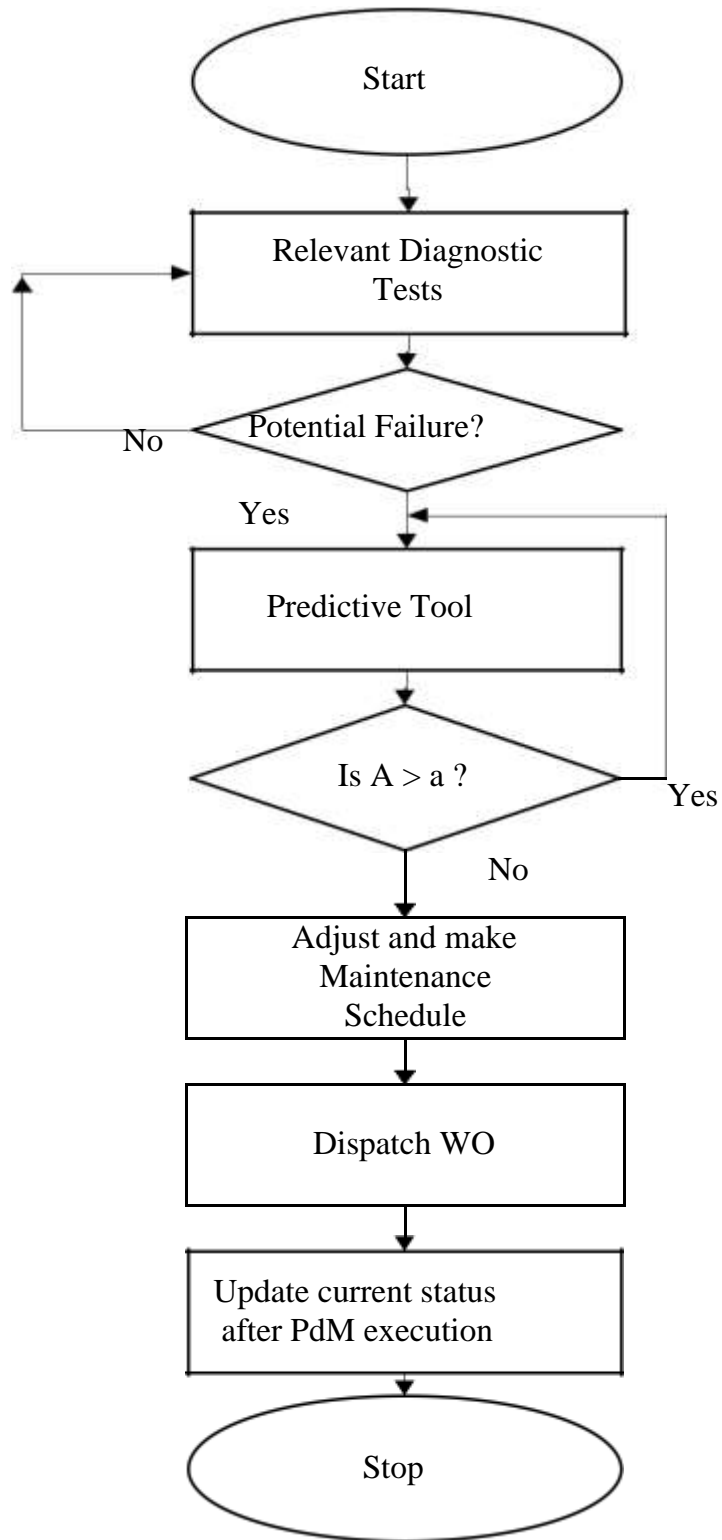 Start
Relevant Diagnostic
Tests
Potential Failure?
No
Yes
Predictive Tool
Is A > a ?
Yes
No
Adjust and make
Maintenance
Schedule
Dispatch WO
Update current status
after PdM execution
Stop